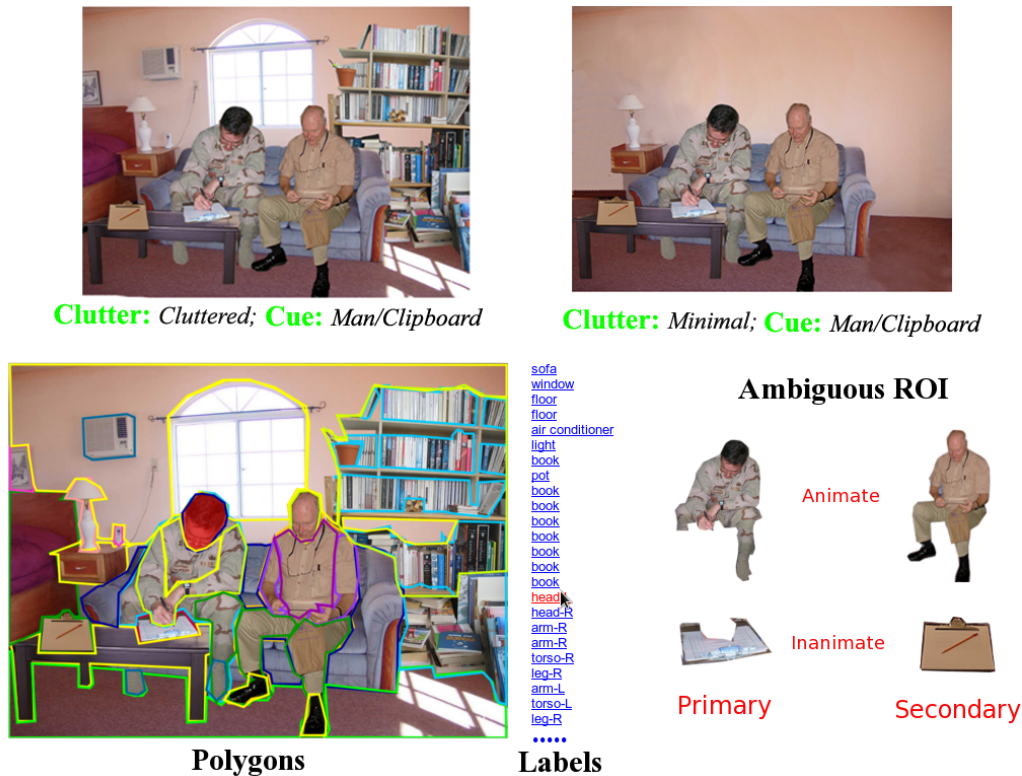 Clutter: Cluttered; Cue: Man/Clipboard
Clutter: Minimal; Cue: Man/Clipboard
sofa
window
floor
floor
air conditioner
light
book
pot
book
book
book
book
book
book
book
head
head-R
arm-R
arm-R
torso-R
leg-R
arm-L
torso-L
leg-R
•••••
Polygons
Labels
Ambiguous ROI
Animate
Inanimate
Primary
Secondary